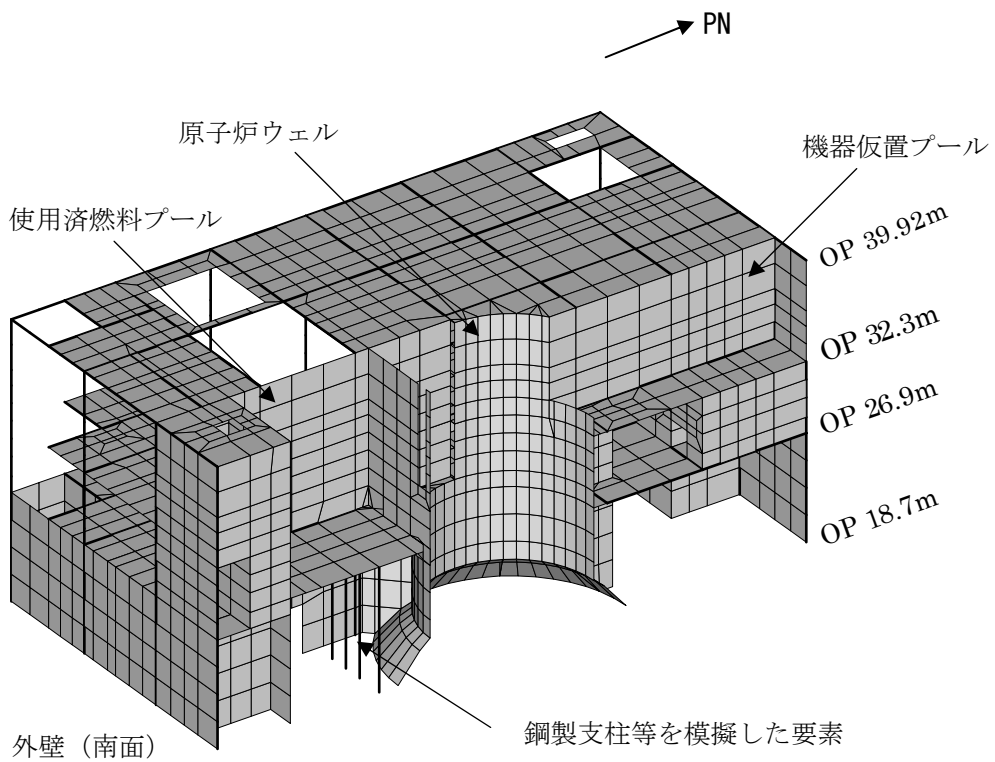 PN
原子炉ウェル
機器仮置プール
使用済燃料プール
OP 39.92m
OP 32.3m
OP 26.9m
OP 18.7m
鋼製支柱等を模擬した要素
外壁（南面）